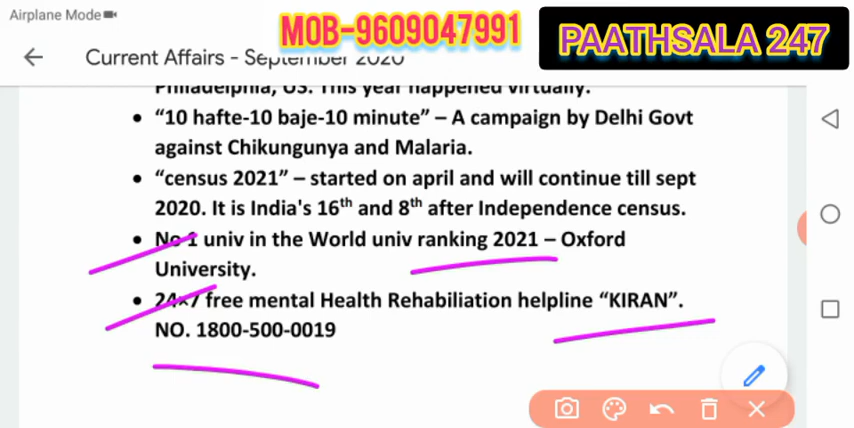 Airplane Mode
MOB-9609047991
PAATHSALA 247
Current Affairs - September 2020
Philadelphia, US. This year happened virtually.
• “10 hafte-10 baje-10 minute” – A campaign by Delhi Govt
against Chikungunya and Malaria.
• “census 2021” – started on april and will continue till sept
2020. It is India's 16th and 8th after Independence census.
• No 1 univ in the World univ ranking 2021 – Oxford
University.
• 24×7 free mental Health Rehabiliation helpline “KIRAN”.
NO. 1800-500-0019